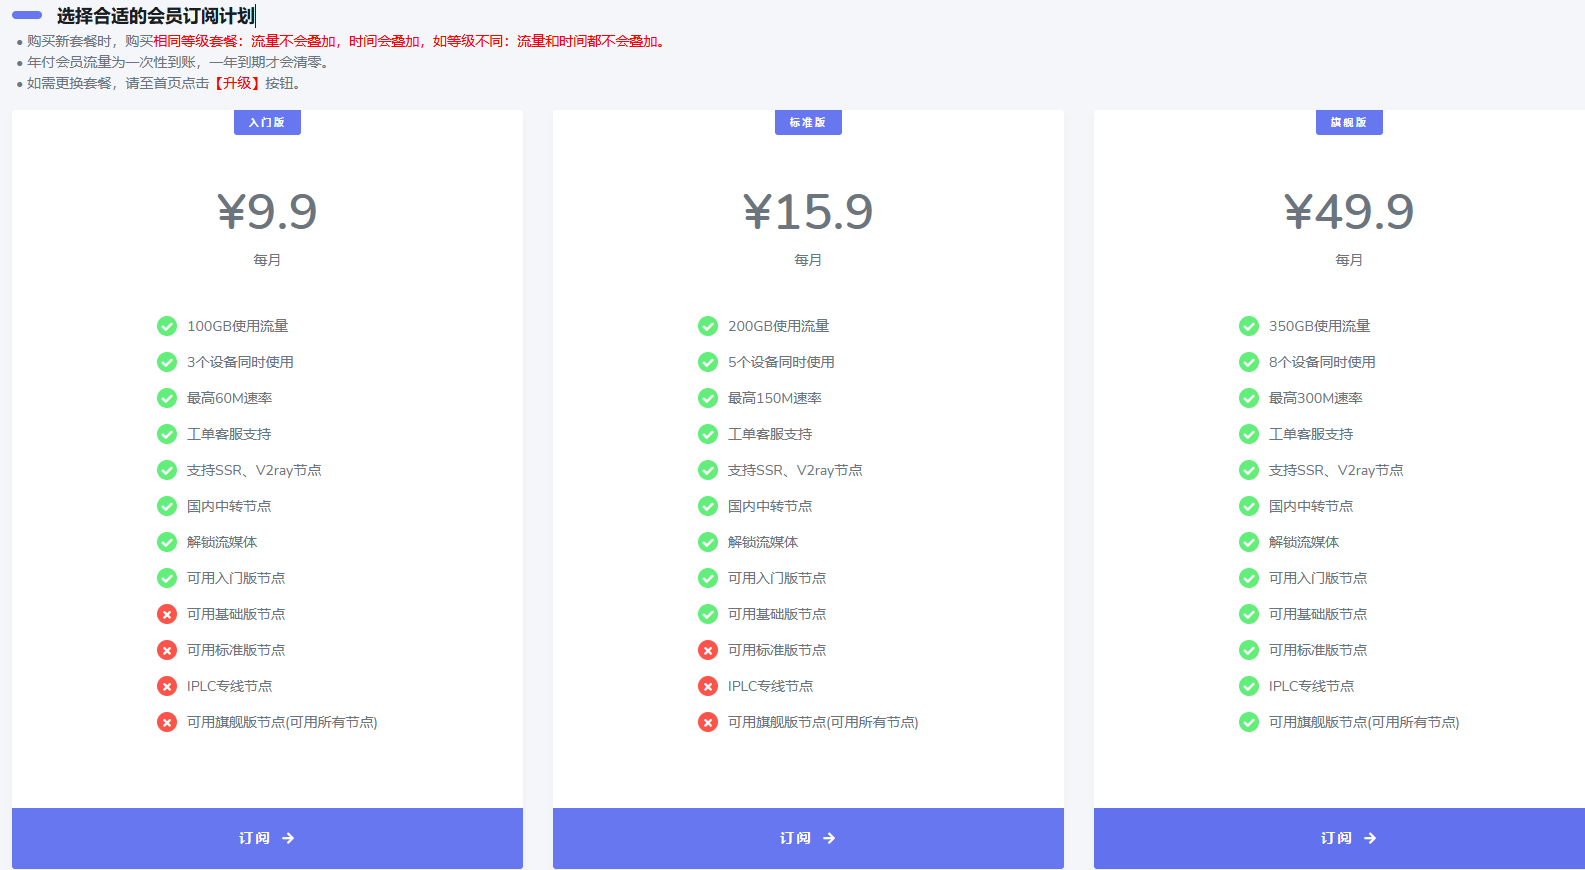 选择合适的会员订阅计划
• 购买新套餐时，购买相同等级套餐：流量不会叠加，时间会叠加，如等级不同：流量和时间都不会叠加。
• 年付会员流量为一次性到账，一年到期才会清零。
• 如需更换套餐，请至首页点击【升级】按钮。
入门版
¥9.9
每月
100GB使用流量
3个设备同时使用
最高60M速率
工单客服支持
支持SSR、V2ray节点
国内中转节点
解锁流媒体
可用入门版节点
可用基础版节点
可用标准版节点
IPLC专线节点
可用旗舰版节点(可用所有节点)
订阅 →
标准版
¥15.9
每月
200GB使用流量
5个设备同时使用
最高150M速率
工单客服支持
支持SSR、V2ray节点
国内中转节点
解锁流媒体
可用入门版节点
可用基础版节点
可用标准版节点
IPLC专线节点
可用旗舰版节点(可用所有节点)
订阅 →
旗舰版
¥49.9
每月
350GB使用流量
8个设备同时使用
最高300M速率
工单客服支持
支持SSR、V2ray节点
国内中转节点
解锁流媒体
可用入门版节点
可用基础版节点
可用标准版节点
IPLC专线节点
可用旗舰版节点(可用所有节点)
订阅 →